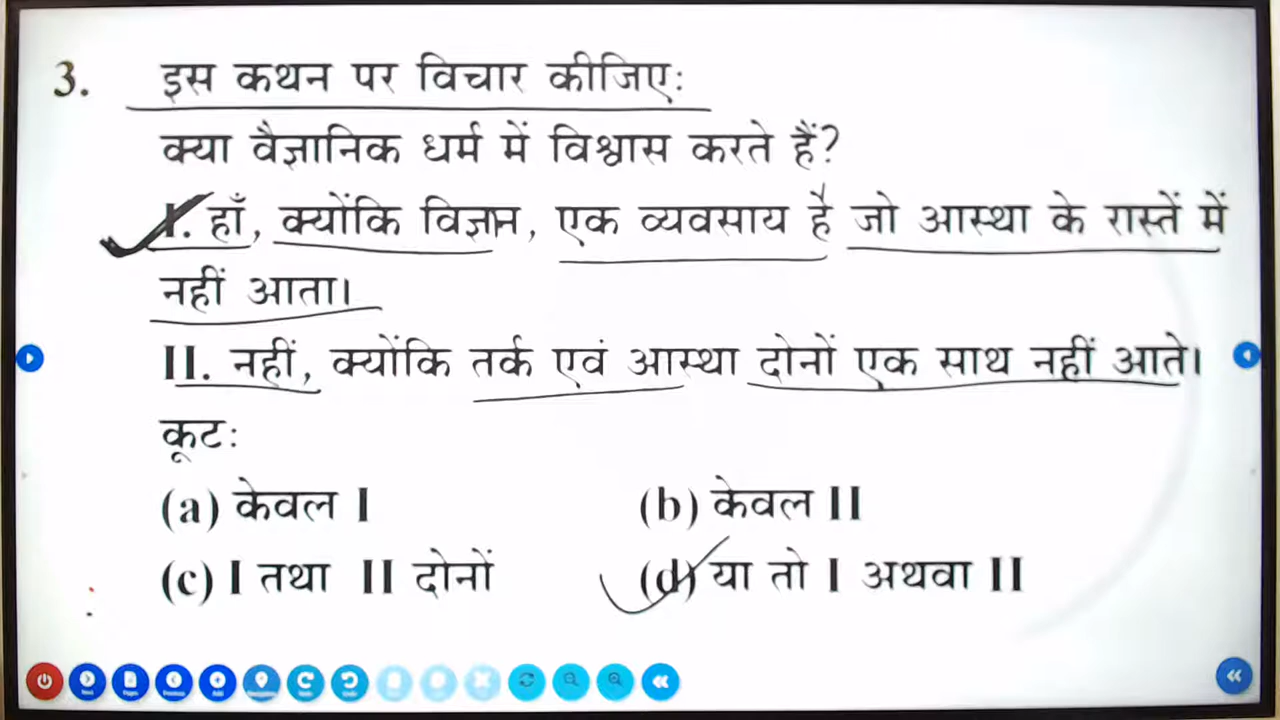 3. इस कथन पर विचार कीजिएः
क्या वैज्ञानिक धर्म में विश्वास करते हैं?
I. हाँ, क्योंकि विज्ञान, एक व्यवसाय है जो आस्था के रास्तें में
नहीं आता।
II. नहीं, क्योंकि तर्क एवं आस्था दोनों एक साथ नहीं आते।
कूटः
(a) केवल I (b) केवल II
(c) I तथा II दोनों (d) या तो I अथवा II